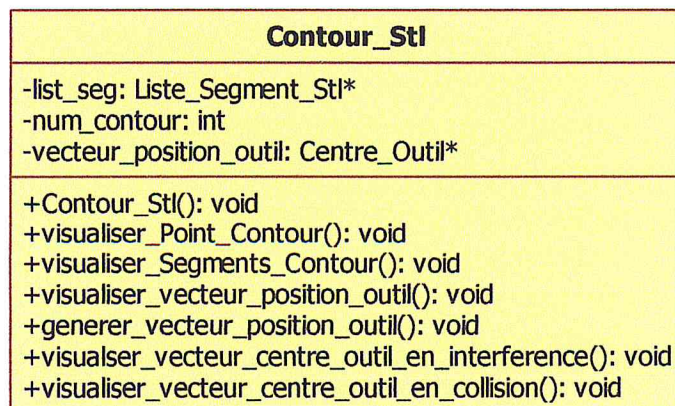 Contour_Stl
-list_seg: Liste_Segment_Stl*
-num_contour: int
-vecteur_position_outil: Centre_Outil*
+Contour_Stl(): void
+visualiser_Point_Contour(): void
+visualiser_Segments_Contour(): void
+visualiser_vecteur_position_outil(): void
+generer_vecteur_position_outil(): void
+visualser_vecteur_centre_outil_en_interference(): void
+visualiser_vecteur_centre_outil_en_collision(): void